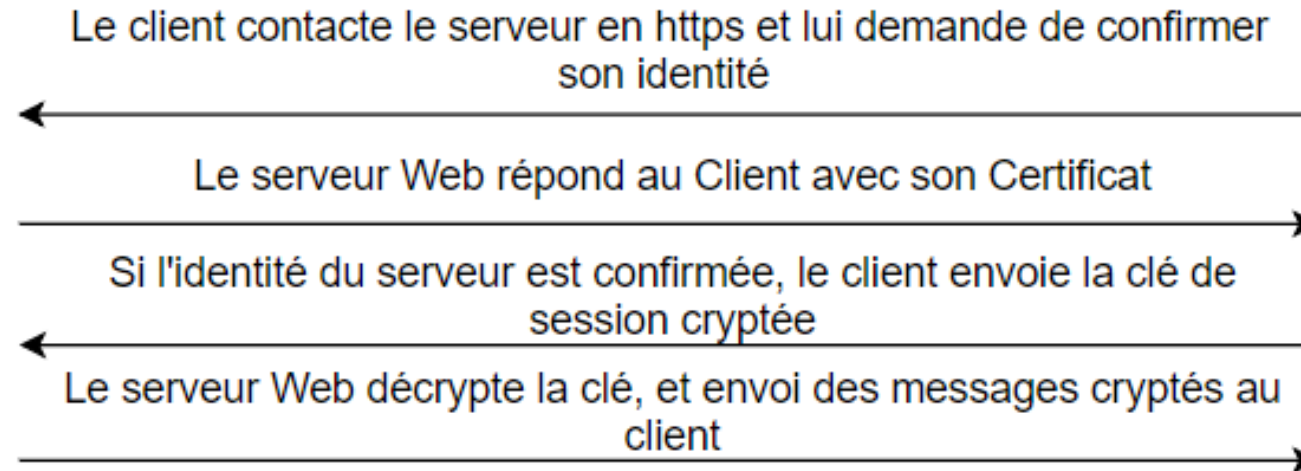 Le client contacte le serveur en https et lui demande de confirmer
son identité
Le serveur Web répond au Client avec son Certificat
Si l'identité du serveur est confirmée, le client envoie la clé de
session cryptée
Le serveur Web décrypte la clé, et envoi des messages cryptés au
client